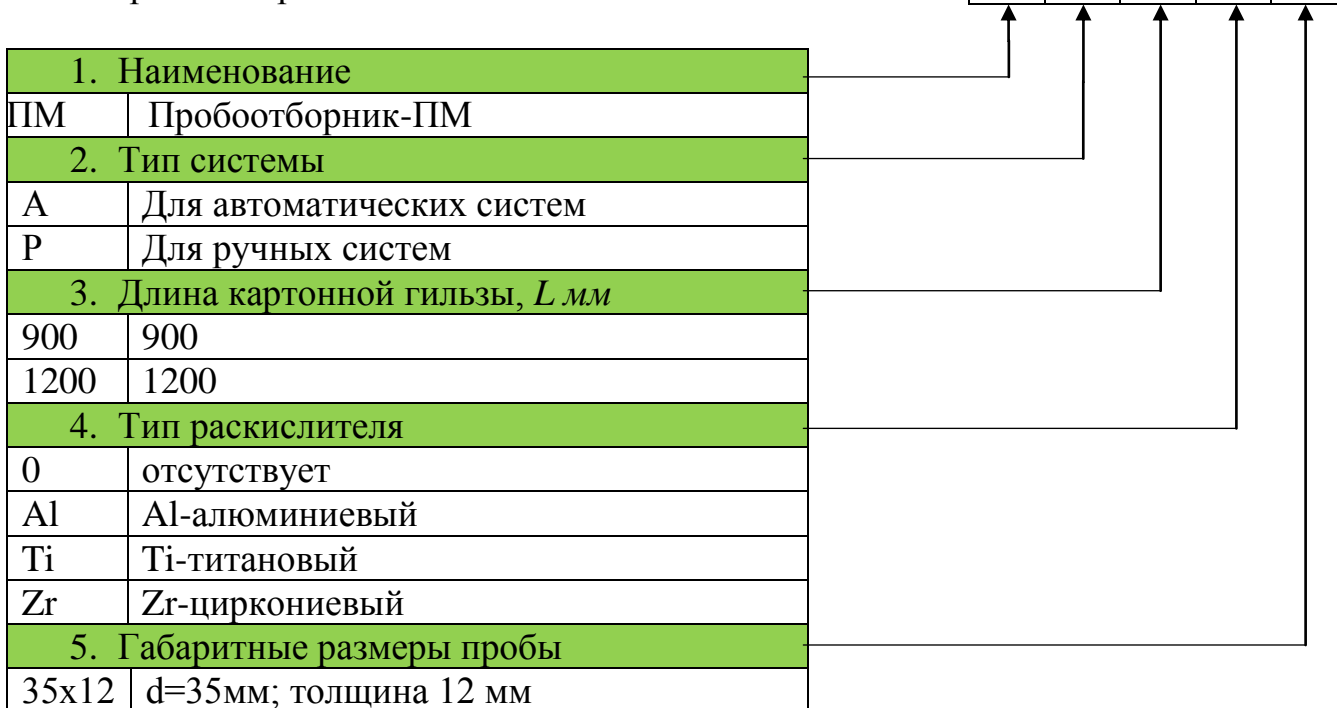 1. Наименование
ПМ Пробоотборник-ПМ
2. Тип системы
А Для автоматических систем
Р Для ручных систем
3. Длина картонной гильзы, L мм
900 900
1200 1200
4. Тип раскислителя
0 отсутствует
Al Al-алюминиевый
Ti Ti-титановый
Zr Zr-циркониевый
5. Габаритные размеры пробы
35х12 d=35мм; толщина 12 мм